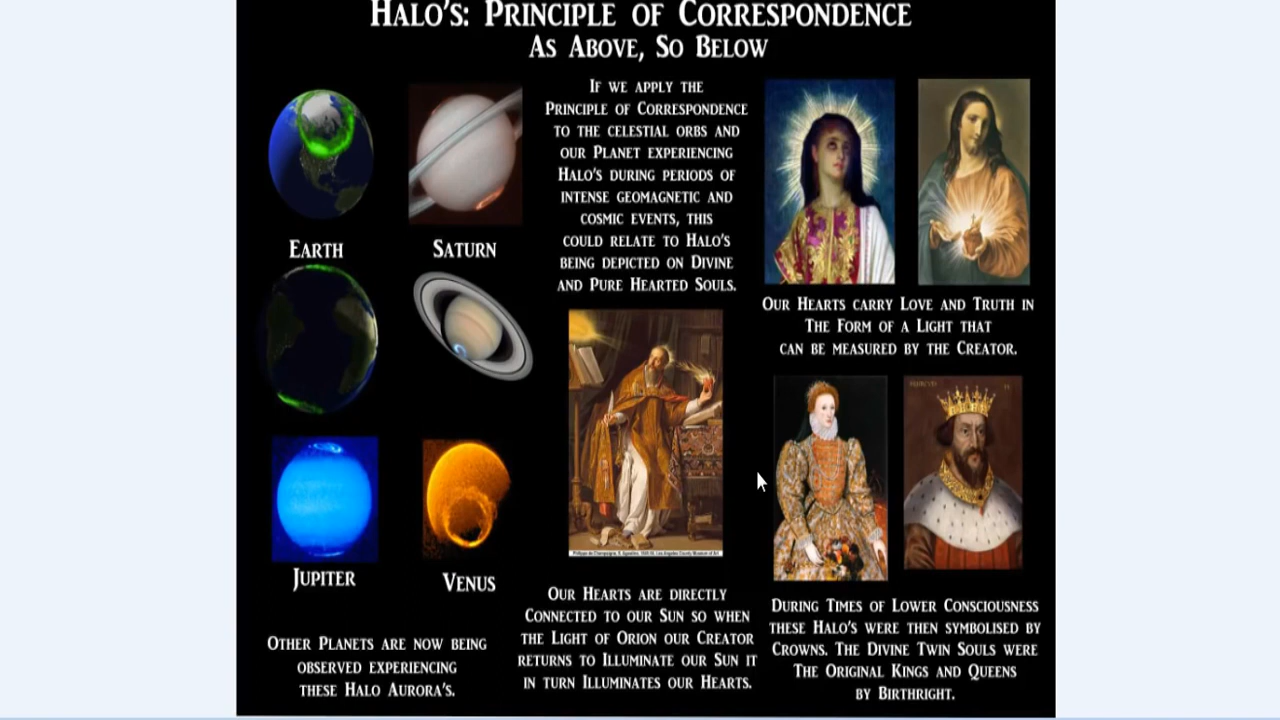 Halo's: Principle of Correspondence
As Above, So Below
Earth
Saturn
Jupiter
Venus
Other Planets are now being
observed experiencing
these Halo Aurora's.
If we apply the
Principle of Correspondence
to the celestial orbs and
our Planet experiencing
Halo's during periods of
intense geomagnetic and
cosmic events, this
could relate to Halo's
being depicted on Divine
and Pure Hearted Souls.
Our Hearts are directly
Connected to our Sun so when
the Light of Orion our Creator
returns to Illuminate our Sun it
in turn Illuminates our Hearts.
Our Hearts carry Love and Truth in
The Form of a Light that
can be measured by the Creator.
During Times of Lower Consciousness
these Halo's were then symbolised by
Crowns. The Divine Twin Souls were
The Original Kings and Queens
by Birthright.